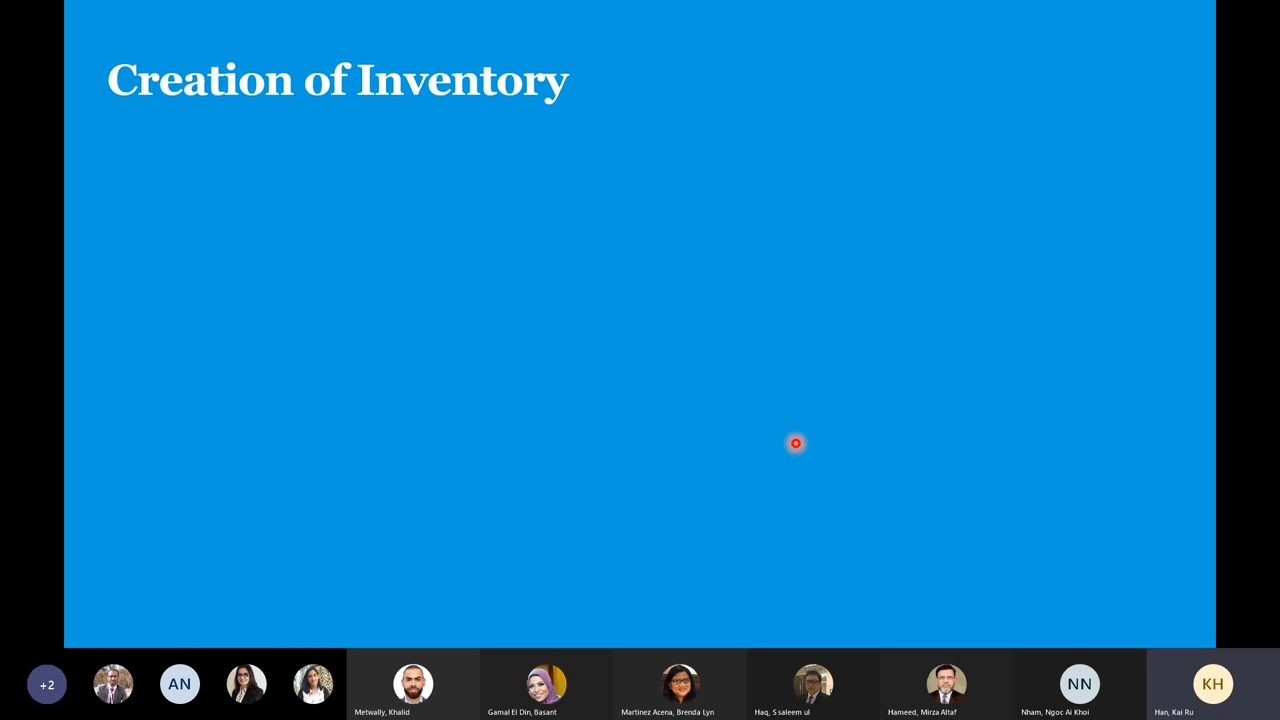 Creation of Inventory
+2
AN
NN
KH
Metwally, Khalid
Gamal El Din, Basant
Martinez Acena, Brenda Lyn
Haq, S saleem ul
Hameed, Mirza Altaf
Nham, Ngoc Ai Khoi
Han, Kai Ru